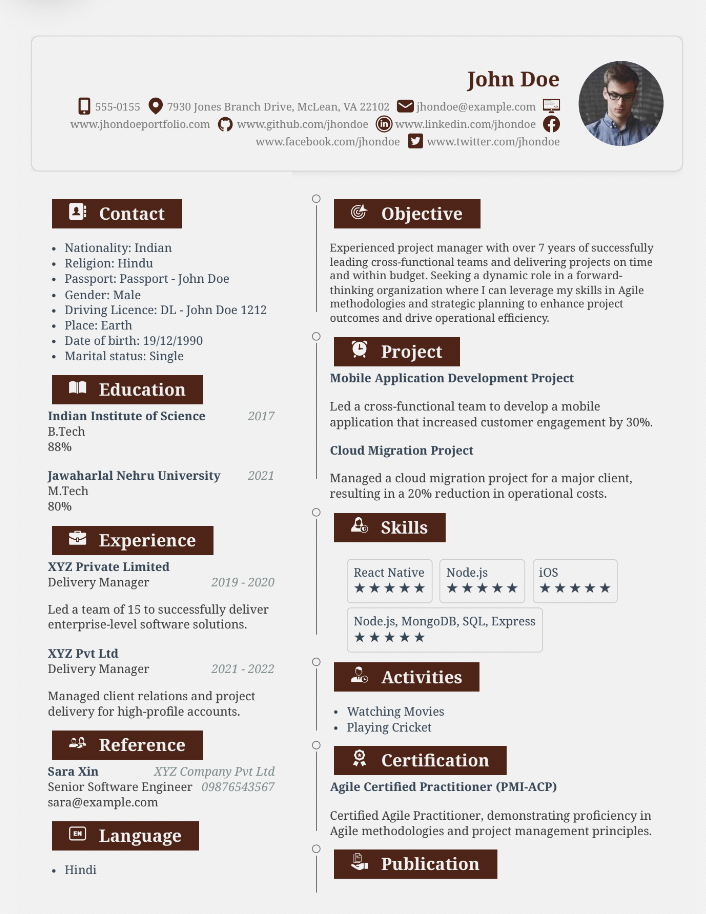 John Doe
555-0155 7930 Jones Branch Drive, McLean, VA 22102 jhondoe@example.com
www.jhondoeportfolio.com www.github.com/jhondoe www.linkedin.com/jhondoe
www.facebook.com/jhondoe www.twitter.com/jhondoe
Contact
• Nationality: Indian
• Religion: Hindu
• Passport: Passport - John Doe
• Gender: Male
• Driving Licence: DL - John Doe 1212
• Place: Earth
• Date of birth: 19/12/1990
• Marital status: Single
Education
Indian Institute of Science 2017
B.Tech
88%
Jawaharlal Nehru University 2021
M.Tech
80%
Experience
XYZ Private Limited
Delivery Manager 2019 - 2020
Led a team of 15 to successfully deliver
enterprise-level software solutions.
XYZ Pvt Ltd
Delivery Manager 2021 - 2022
Managed client relations and project
delivery for high-profile accounts.
Reference
Sara Xin XYZ Company Pvt Ltd
Senior Software Engineer 09876543567
sara@example.com
EN Language
• Hindi
Objective
Experienced project manager with over 7 years of successfully
leading cross-functional teams and delivering projects on time
and within budget. Seeking a dynamic role in a forward-
thinking organization where I can leverage my skills in Agile
methodologies and strategic planning to enhance project
outcomes and drive operational efficiency.
Project
Mobile Application Development Project
Led a cross-functional team to develop a mobile
application that increased customer engagement by 30%.
Cloud Migration Project
Managed a cloud migration project for a major client,
resulting in a 20% reduction in operational costs.
Skills
React Native Node.js iOS
★★★★★ ★★★★★ ★★★★★
Node.js, MongoDB, SQL, Express
★★★★★
Activities
• Watching Movies
• Playing Cricket
Certification
Agile Certified Practitioner (PMI-ACP)
Certified Agile Practitioner, demonstrating proficiency in
Agile methodologies and project management principles.
Publication